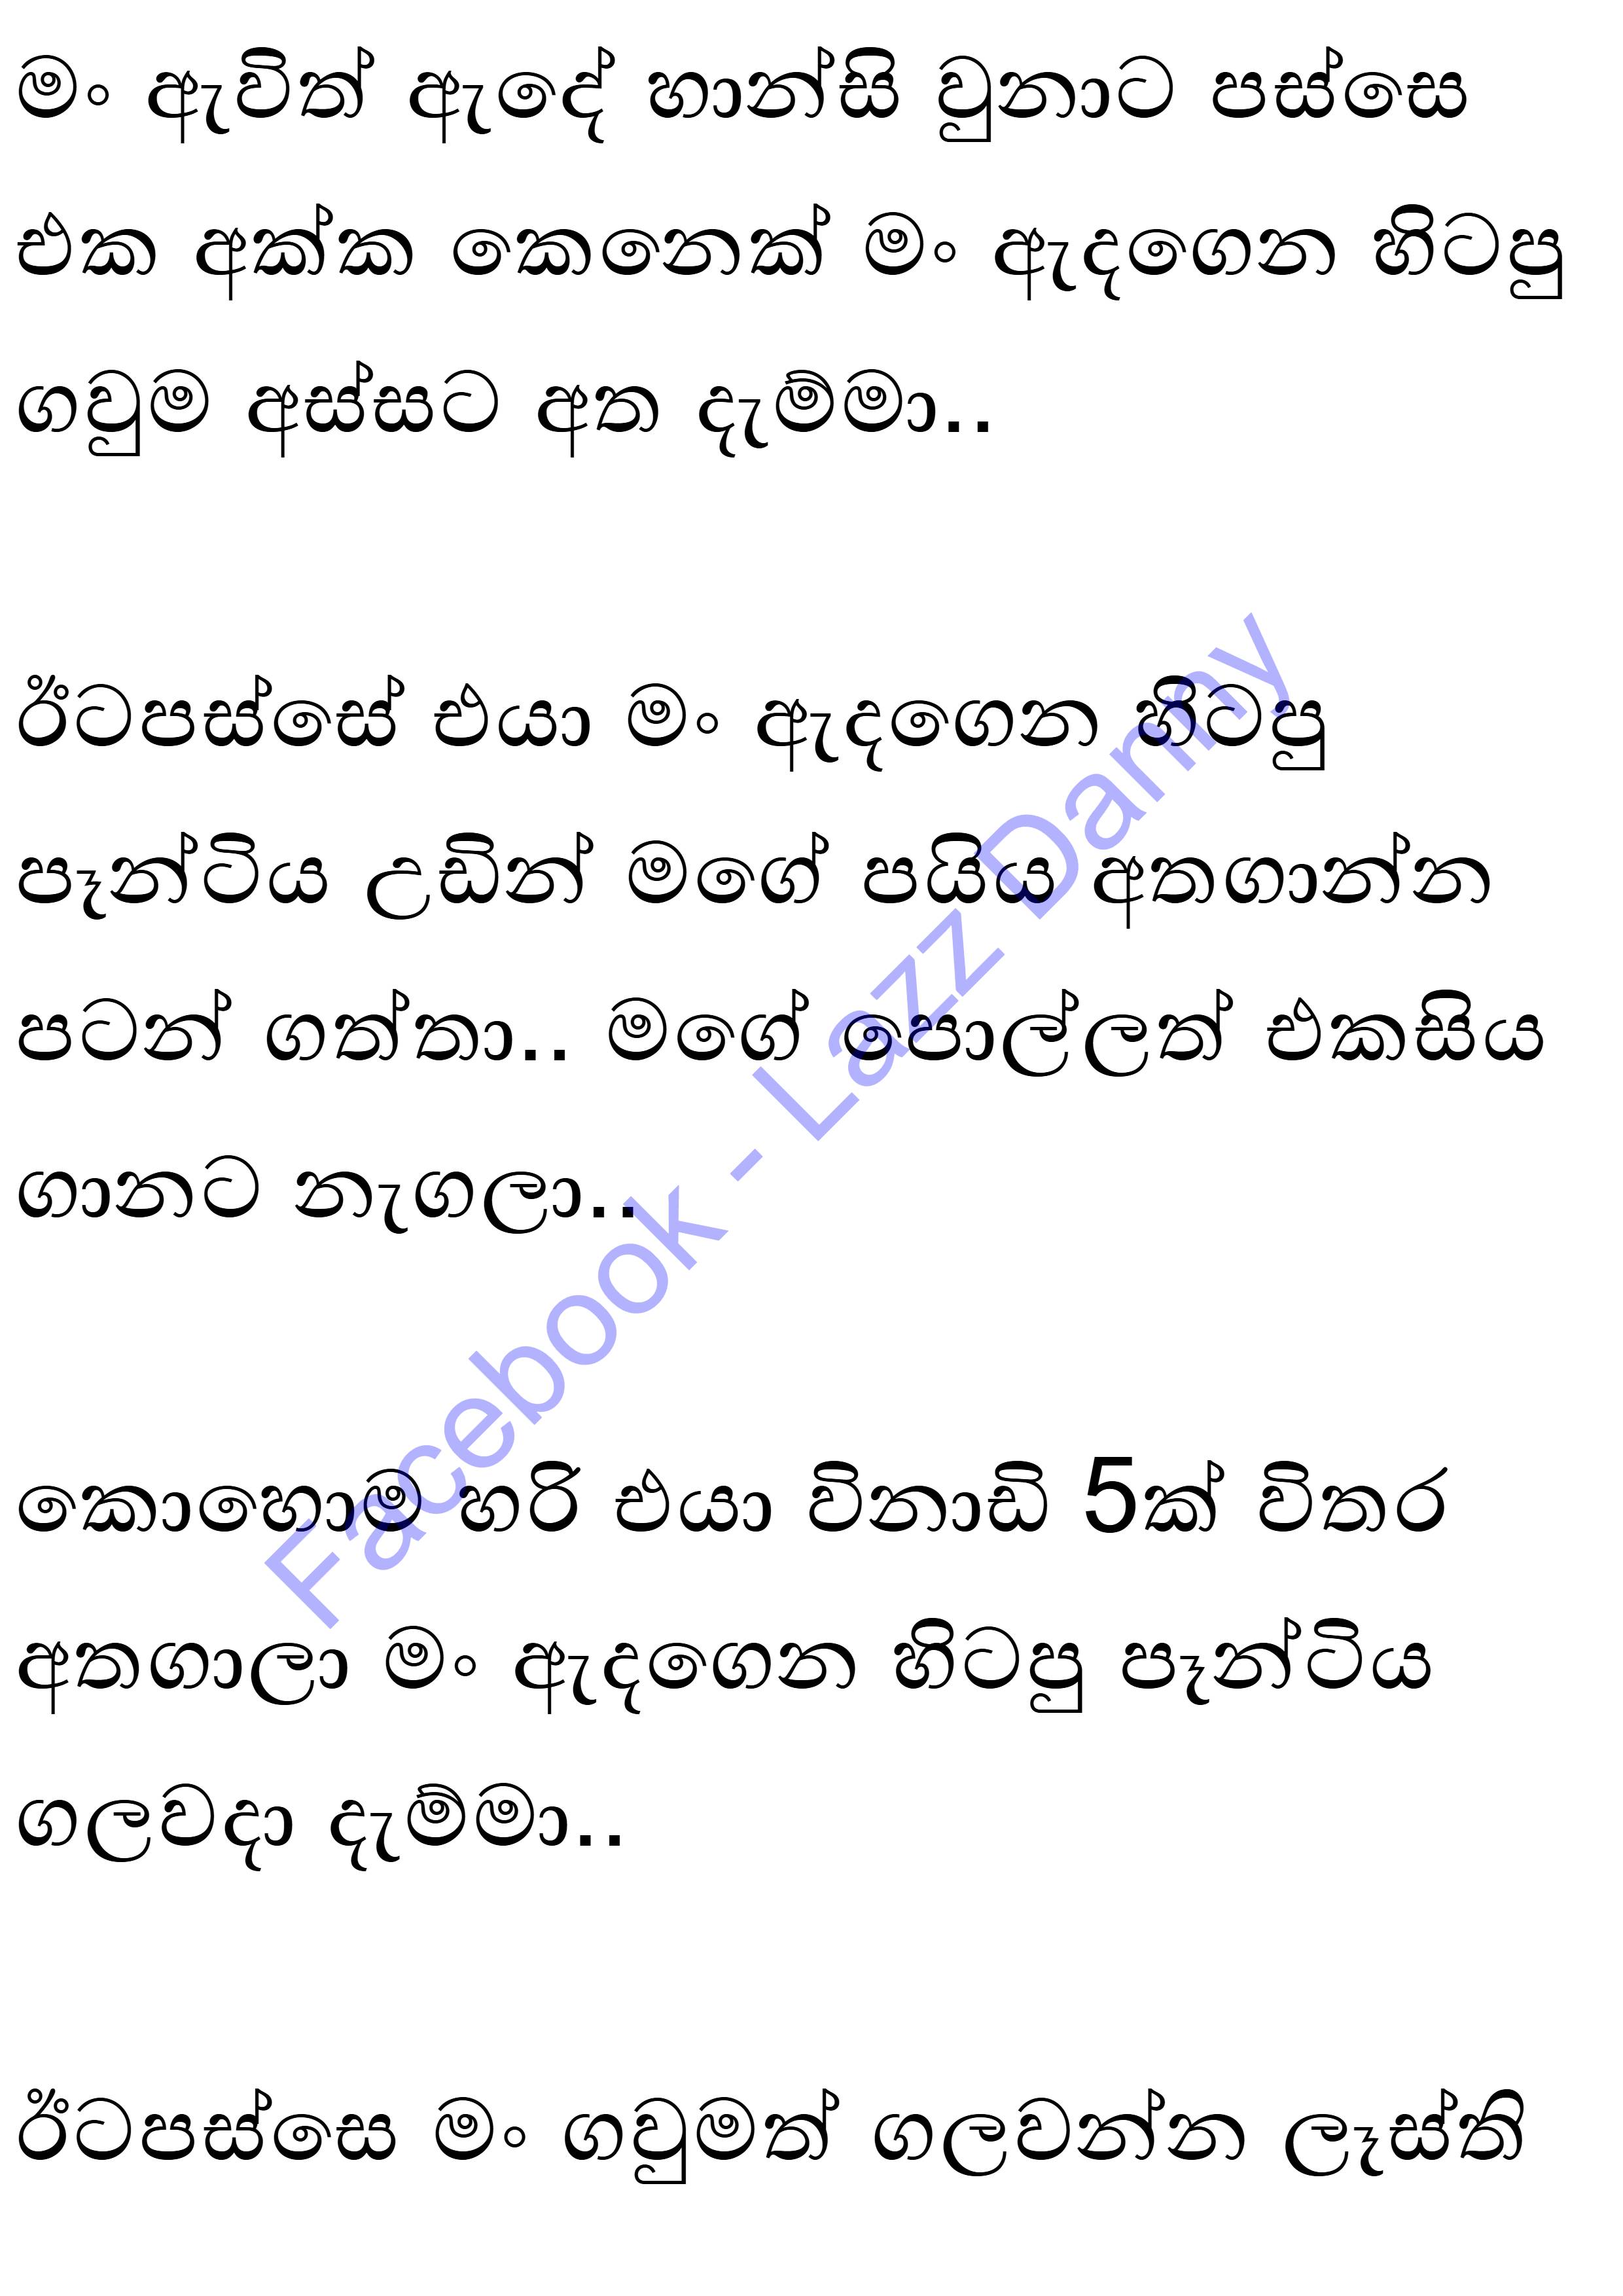 මං ඇවිත් ඇදේ හාන්සි වුනාට පස්සෙ
එක අක්ක කෙනෙක් මං ඇදගෙන හිටපු
ගවුම අස්සට අත දැම්මා..
ඊටපස්සේ එයා මං ඇදගෙන හිටපු
පෑන්ටිය උඩින් මගේ පයිය අතගාන්න
පටන් ගත්තා.. මගේ පොල්ලත් එකසිය
ගානට නැගලා..
කොහොම හරි එයා විනාඩි 5ක් විතර
අතගාලා මං ඇදගෙන හිටපු පෑන්ටිය
ගලවදා දැම්මා..
ඊටපස්සෙ මං ගවුමත් ගලවන්න ලෑස්ති
Facebook - Lazz Danny